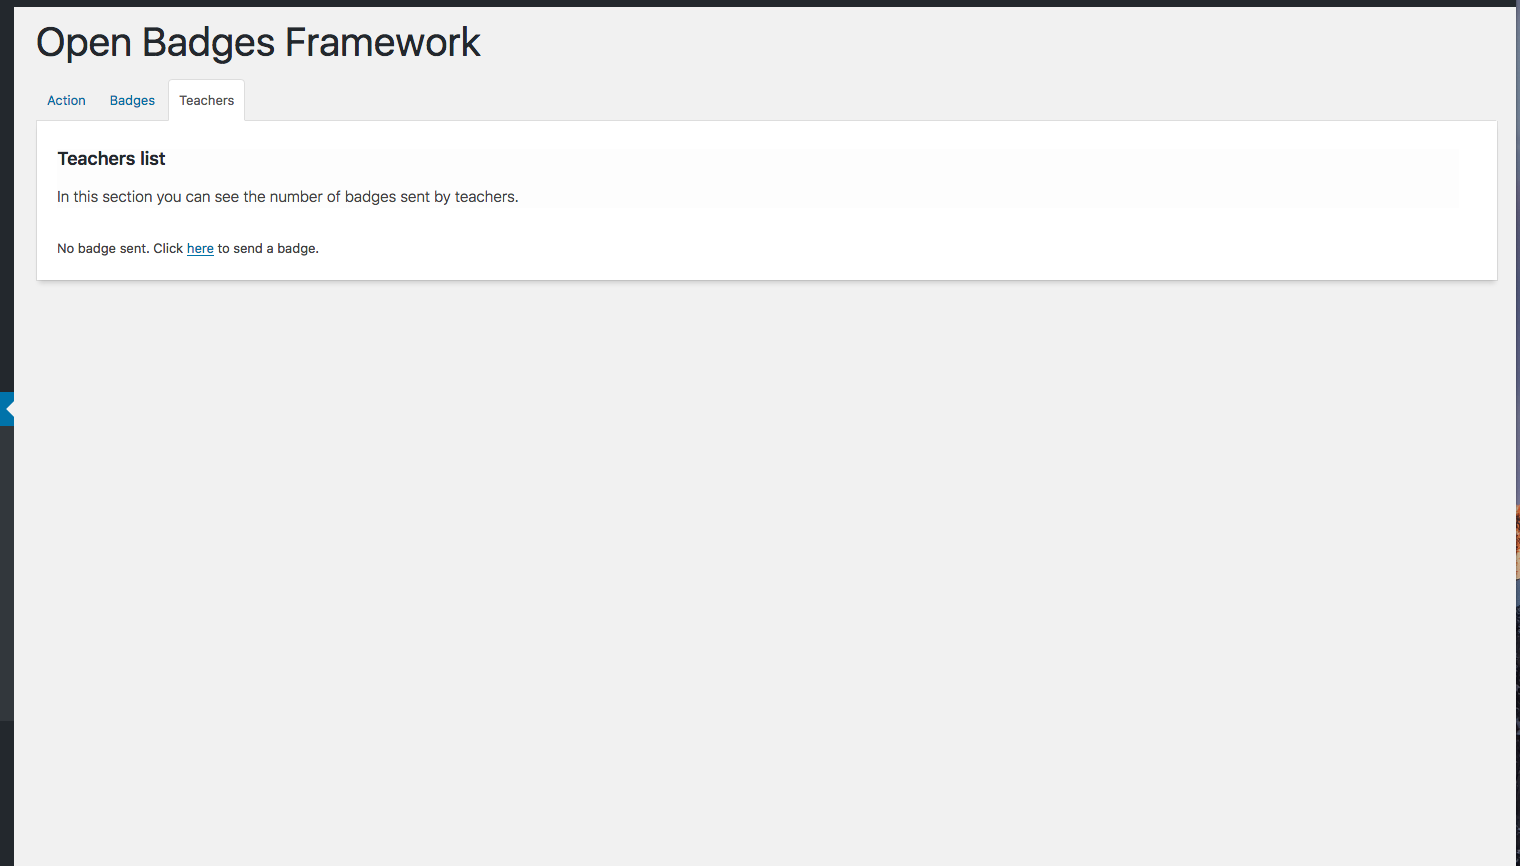 Open Badges Framework
Action Badges Teachers
Teachers list
In this section you can see the number of badges sent by teachers.
No badge sent. Click here to send a badge.